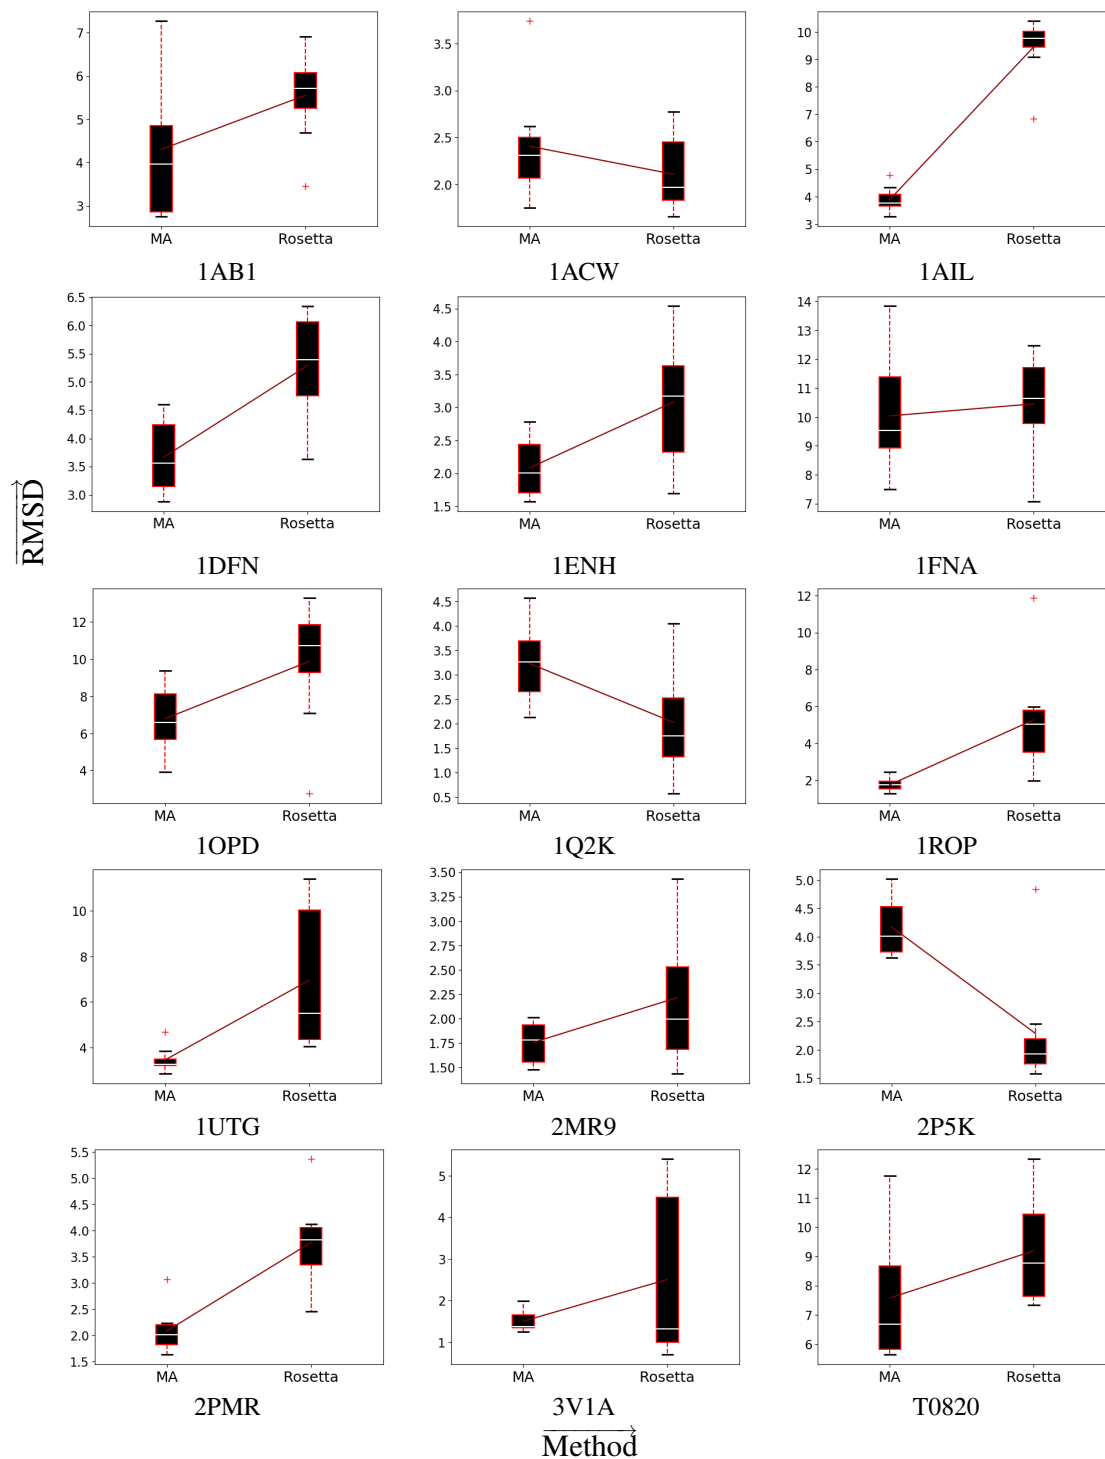 7
6
5
4
3
MA
Rosetta
1AB1
3.5
3.0
2.5
2.0
MA
Rosetta
1ACW
10
9
8
7
6
5
4
3
MA
Rosetta
1AIL
RMSD
6.5
6.0
5.5
5.0
4.5
4.0
3.5
3.0
MA
Rosetta
1DFN
4.5
4.0
3.5
3.0
2.5
2.0
1.5
MA
Rosetta
1ENH
14
13
12
11
10
9
8
7
MA
Rosetta
1FNA
12
10
8
6
4
MA
Rosetta
1OPD
4.5
4.0
3.5
3.0
2.5
2.0
1.5
1.0
0.5
MA
Rosetta
1Q2K
12
10
8
6
4
2
MA
Rosetta
1ROP
10
8
6
4
MA
Rosetta
1UTG
3.50
3.25
3.00
2.75
2.50
2.25
2.00
1.75
1.50
MA
Rosetta
2MR9
5.0
4.5
4.0
3.5
3.0
2.5
2.0
1.5
MA
Rosetta
2P5K
5.5
5.0
4.5
4.0
3.5
3.0
2.5
2.0
1.5
MA
Rosetta
2PMR
5
4
3
2
1
MA
Rosetta
3V1A
12
11
10
9
8
7
6
MA
Rosetta
T0820
Method